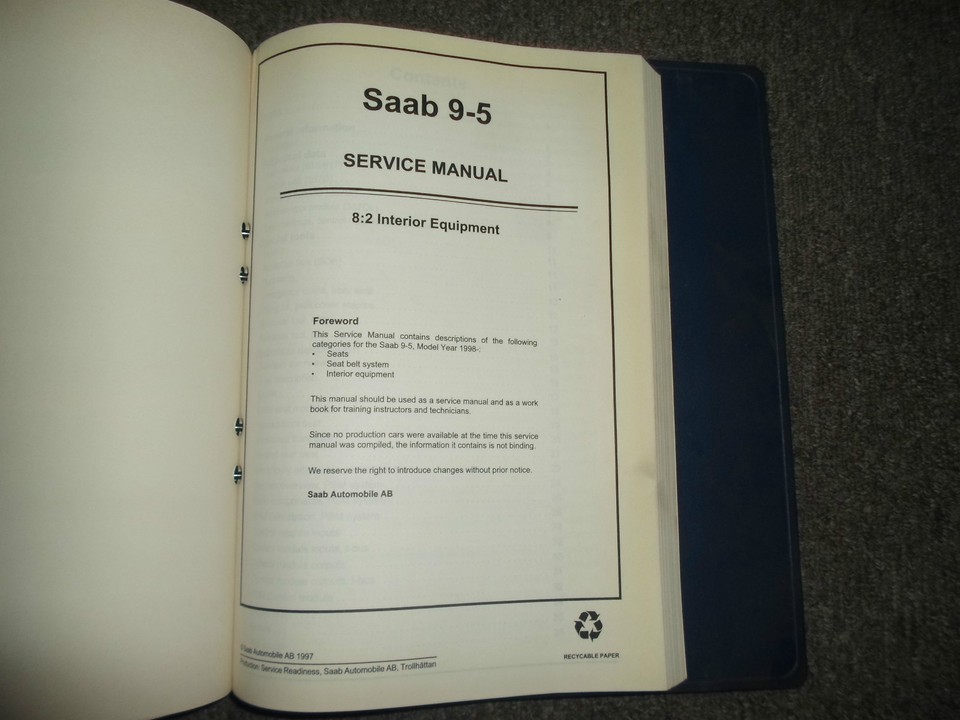 Saab 9-5
SERVICE MANUAL
8:2 Interior Equipment
Foreword
This Service Manual contains descriptions of the following
categories for the Saab 9-5, Model Year 1998-:
• Seats
• Seat belt system
• Interior equipment
This manual should be used as a service manual and as a work
book for training instructors and technicians.
Since no production cars were available at the time this service
manual was compiled, the information it contains is not binding.
We reserve the right to introduce changes without prior notice.
Saab Automobile AB
Saab Automobile AB 1997
Service Readiness, Saab Automobile AB, Trollhättan
RECYCABLE PAPER